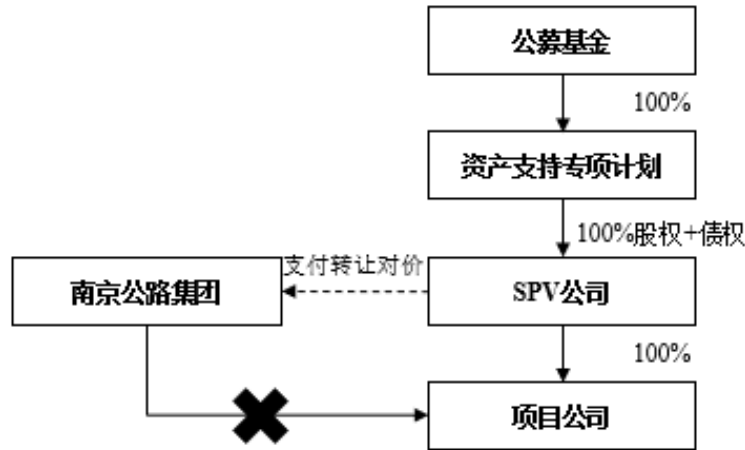 公募基金
100%
资产支持专项计划
100%股权+债权
支付转让对价
南京公路集团
SPV公司
100%
项目公司